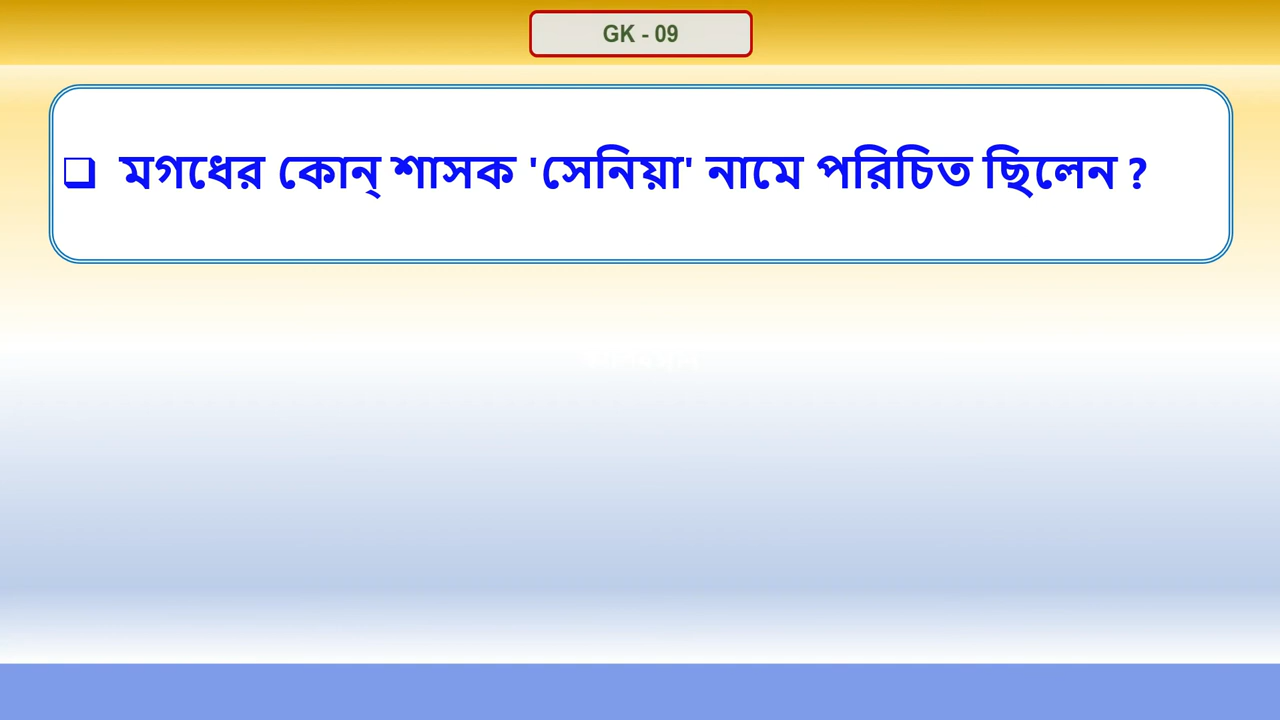 GK - 09
❑ মগধের কোন্ শাসক 'সেনিয়া' নামে পরিচিত ছিলেন ?